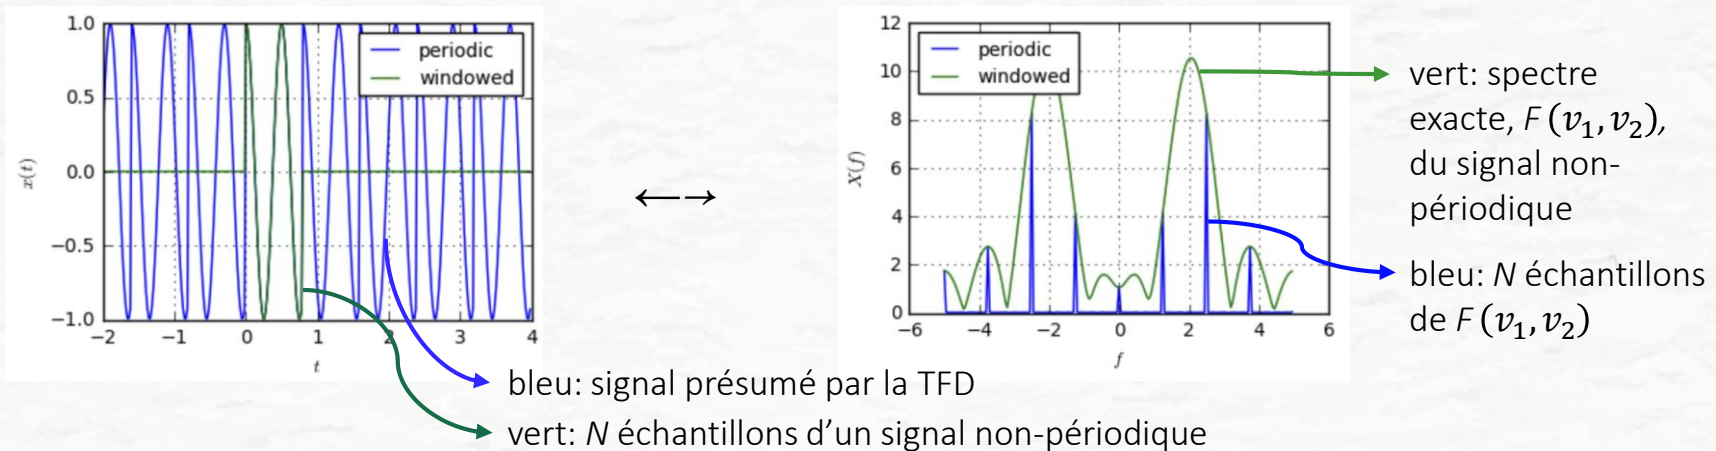 1.0
0.5
0.0
−0.5
−1.0
x(t)
periodic
windowed
−2
−1
0
1
2
3
4
t
←→
12
10
8
6
4
2
0
X(f)
periodic
windowed
−6
−4
−2
0
2
4
6
f
vert: spectre
exacte, F (v₁,v₂),
du signal non-
périodique
bleu: N échantillons
de F (v₁,v₂)
bleu: signal présumé par la TFD
vert: N échantillons d’un signal non-périodique